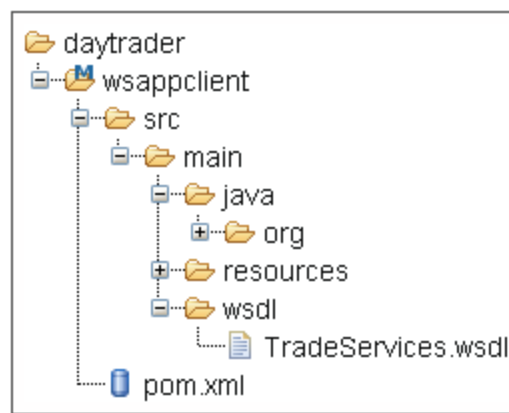 daytrader
wsappclient
src
main
java
org
resources
wsdl
TradeServices.wsdl
pom.xml